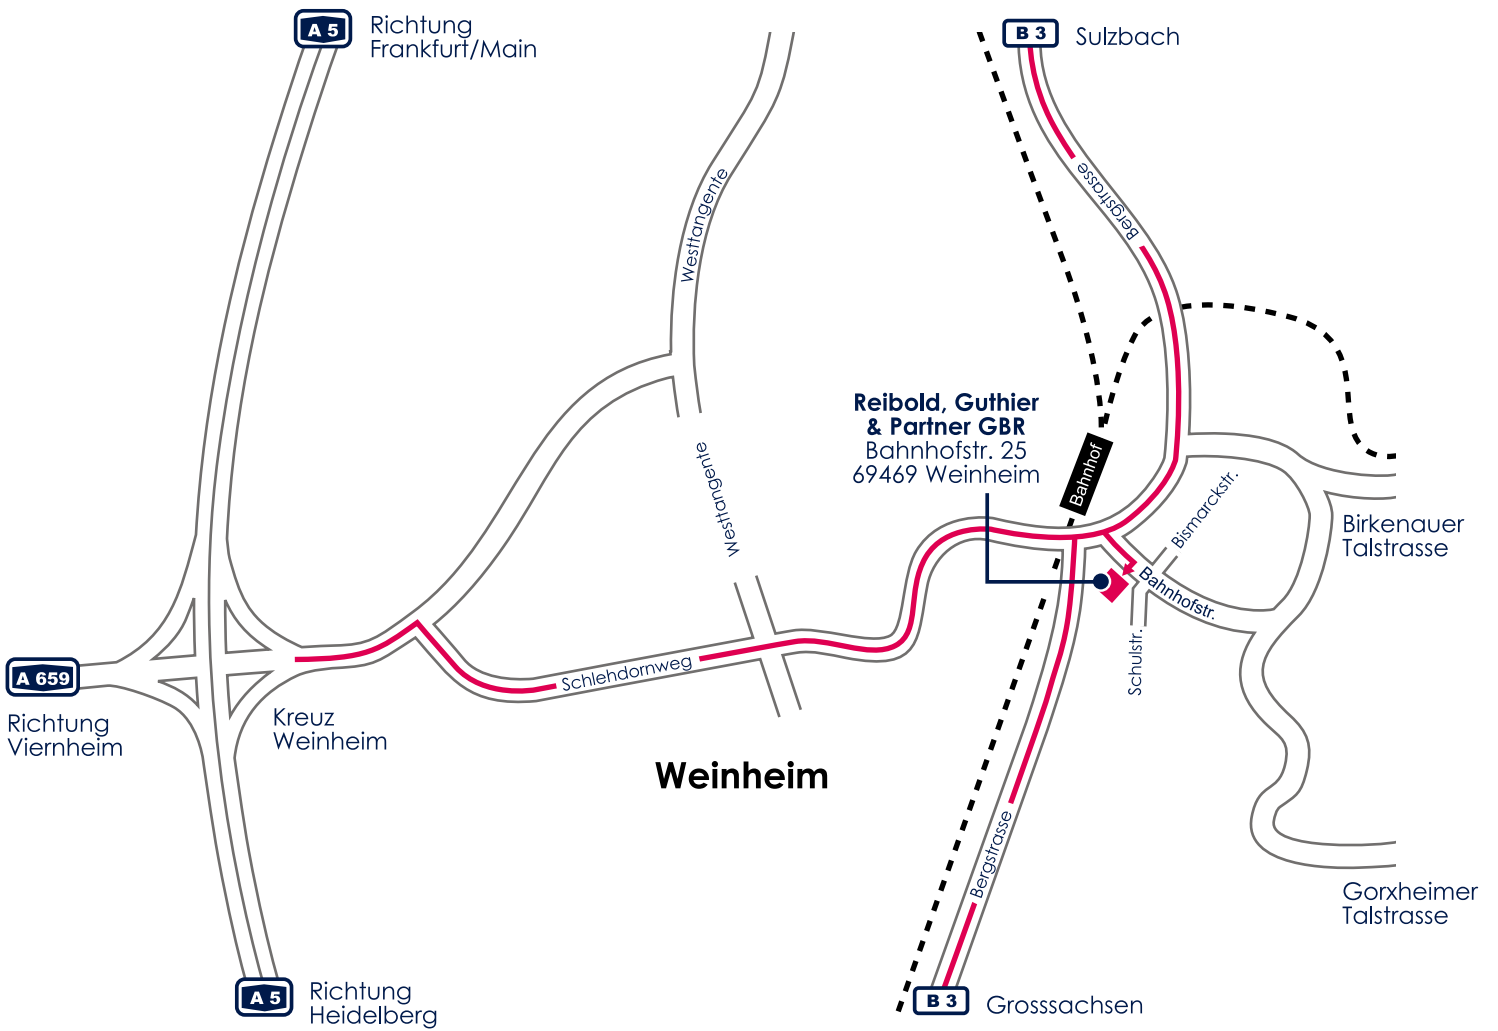 A 5
Richtung
Frankfurt/Main
B 3
Sulzbach
Bergstrasse
Westtangente
Reibold, Guthier
& Partner GBR
Bahnhofstr. 25
69469 Weinheim
Bahnhof
Westtangente
Bismarckstr.
Birkenauer
Talstrasse
Bahnhofstr.
Schulstr.
Schlehdornweg
A 659
Richtung
Viernheim
Kreuz
Weinheim
Weinheim
Bergstrasse
Gorxheimer
Talstrasse
A 5
Richtung
Heidelberg
B 3
Grosssachsen